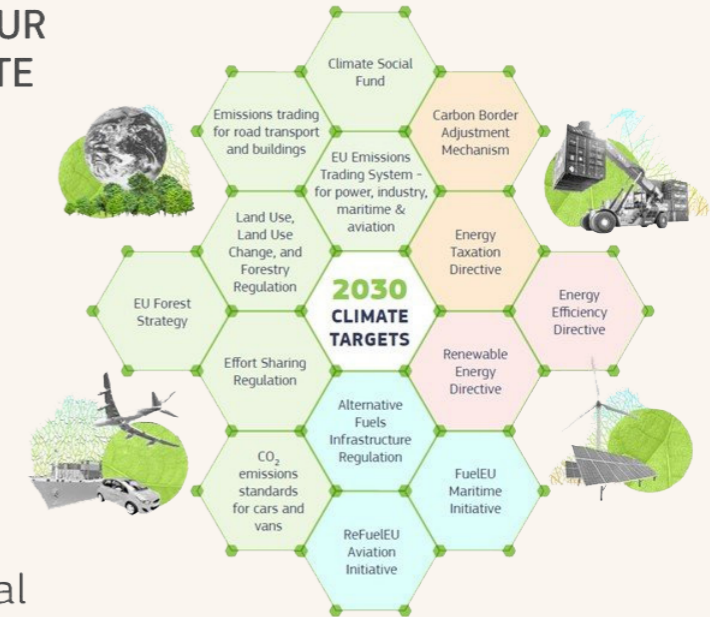 UR
TE
Climate Social
Fund
Emissions trading
for road transport
and buildings
Carbon Border
Adjustment
Mechanism
EU Emissions
Trading System -
for power, industry,
maritime &
aviation
Land Use,
Land Use
Change, and
Forestry
Regulation
Energy
Taxation
Directive
EU Forest
Strategy
2030
CLIMATE
TARGETS
Energy
Efficiency
Directive
Effort Sharing
Regulation
Renewable
Energy
Directive
Alternative
Fuels
Infrastructure
Regulation
CO₂
emissions
standards
for cars and
vans
FuelEU
Maritime
Initiative
ReFuelEU
Aviation
Initiative
al